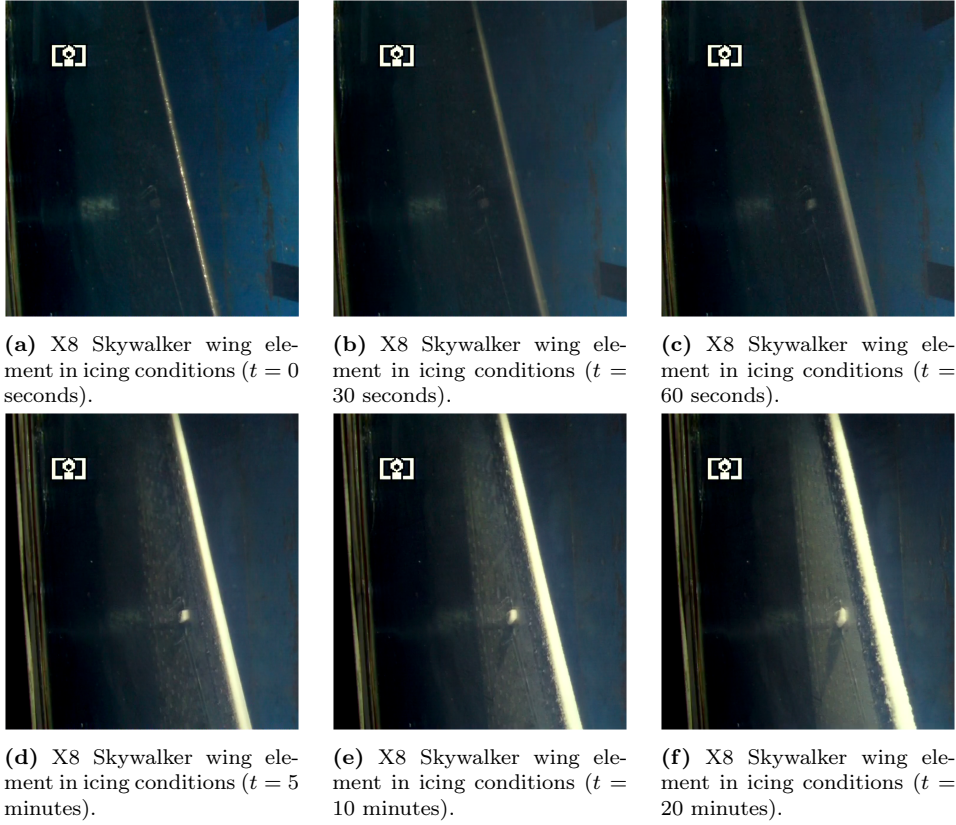 (a) X8 Skywalker wing ele-
ment in icing conditions (t = 0
seconds).
(b) X8 Skywalker wing ele-
ment in icing conditions (t =
30 seconds).
(c) X8 Skywalker wing ele-
ment in icing conditions (t =
60 seconds).
(d) X8 Skywalker wing ele-
ment in icing conditions (t = 5
minutes).
(e) X8 Skywalker wing ele-
ment in icing conditions (t =
10 minutes).
(f) X8 Skywalker wing ele-
ment in icing conditions (t =
20 minutes).